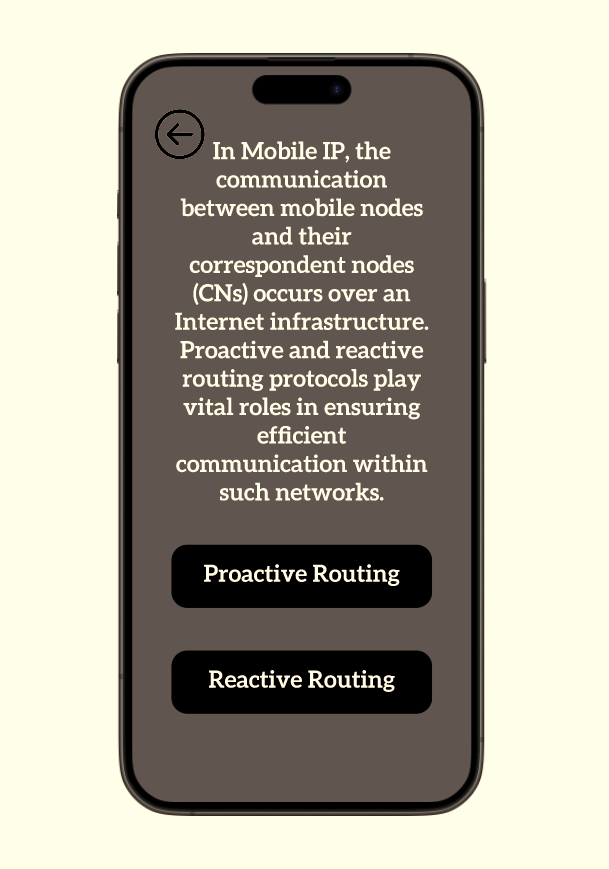 In Mobile IP, the
communication
between mobile nodes
and their
correspondent nodes
(CNs) occurs over an
Internet infrastructure.
Proactive and reactive
routing protocols play
vital roles in ensuring
efficient
communication within
such networks.
Proactive Routing
Reactive Routing